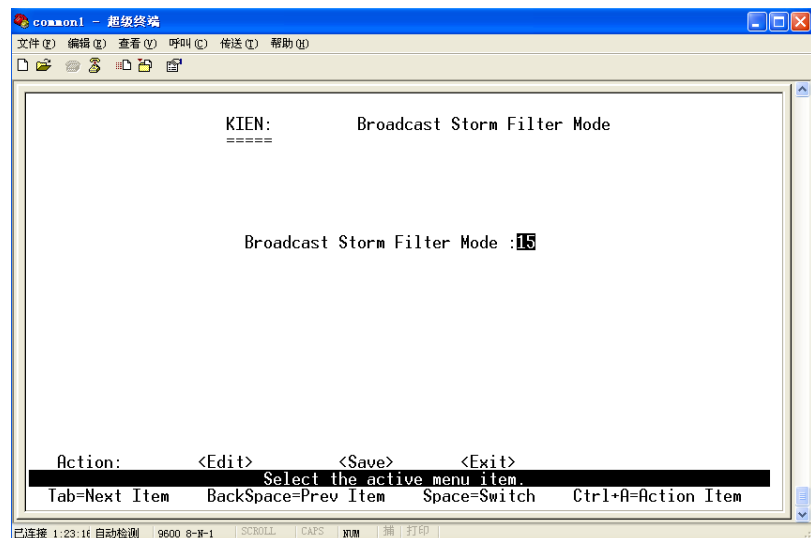 common1 - 超级终端
文件(F) 编辑(E) 查看(V) 呼叫(C) 传送(T) 帮助(H)
KIEN: Broadcast Storm Filter Mode
=====
Broadcast Storm Filter Mode :15
Action: <Edit> <Save> <Exit>
Select the active menu item.
Tab=Next Item BackSpace=Prev Item Space=Switch Ctrl+A=Action Item
已连接 1:23:16 自动检测 9600 8-N-1 SCROLL CAPS NUM 捕 打印